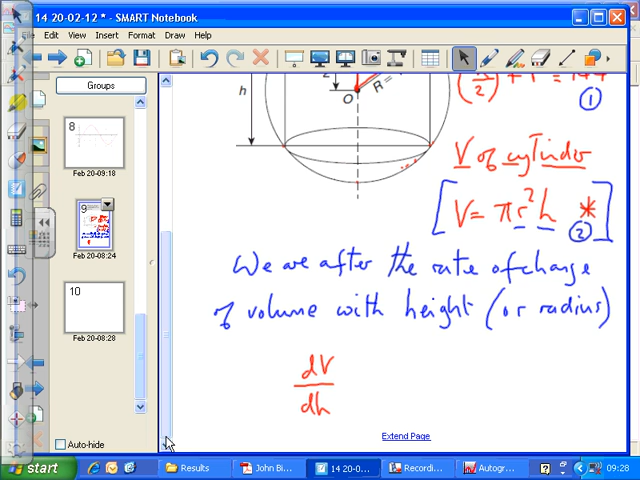 14 20-02-12 * - SMART Notebook
File Edit View Insert Format Draw Help
Groups
8
Feb 20-09:18
9
Feb 20-08:24
10
Feb 20-08:28
Auto-hide
h
O
R =
2
①
V of cylinder
[ V = πr²h * ② ]
We are after the rate of change
of volume with height (or radius)
dV
dh
Extend Page
start
Results
John Bi...
14 20-0...
Recordi...
Autogr...
09:28